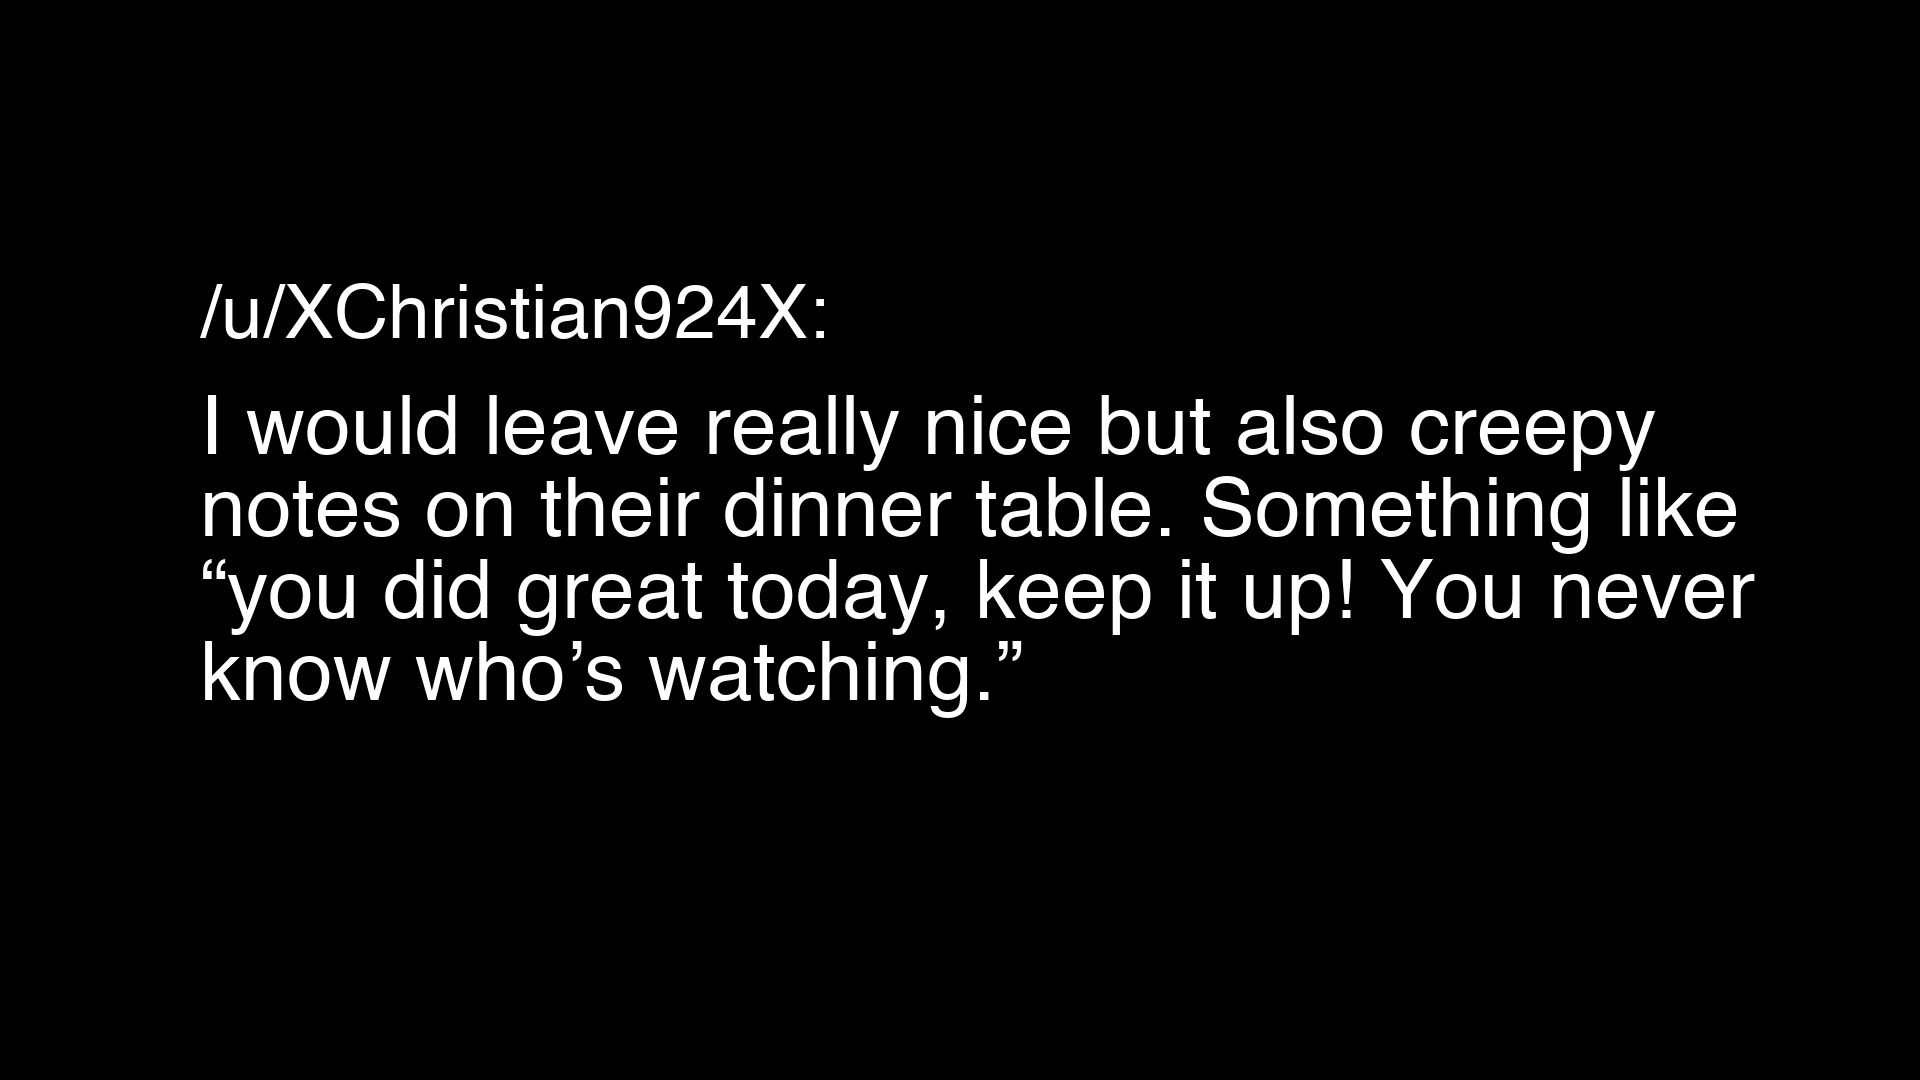 /u/XChristian924X:
I would leave really nice but also creepy
notes on their dinner table. Something like
“you did great today, keep it up! You never
know who’s watching.”